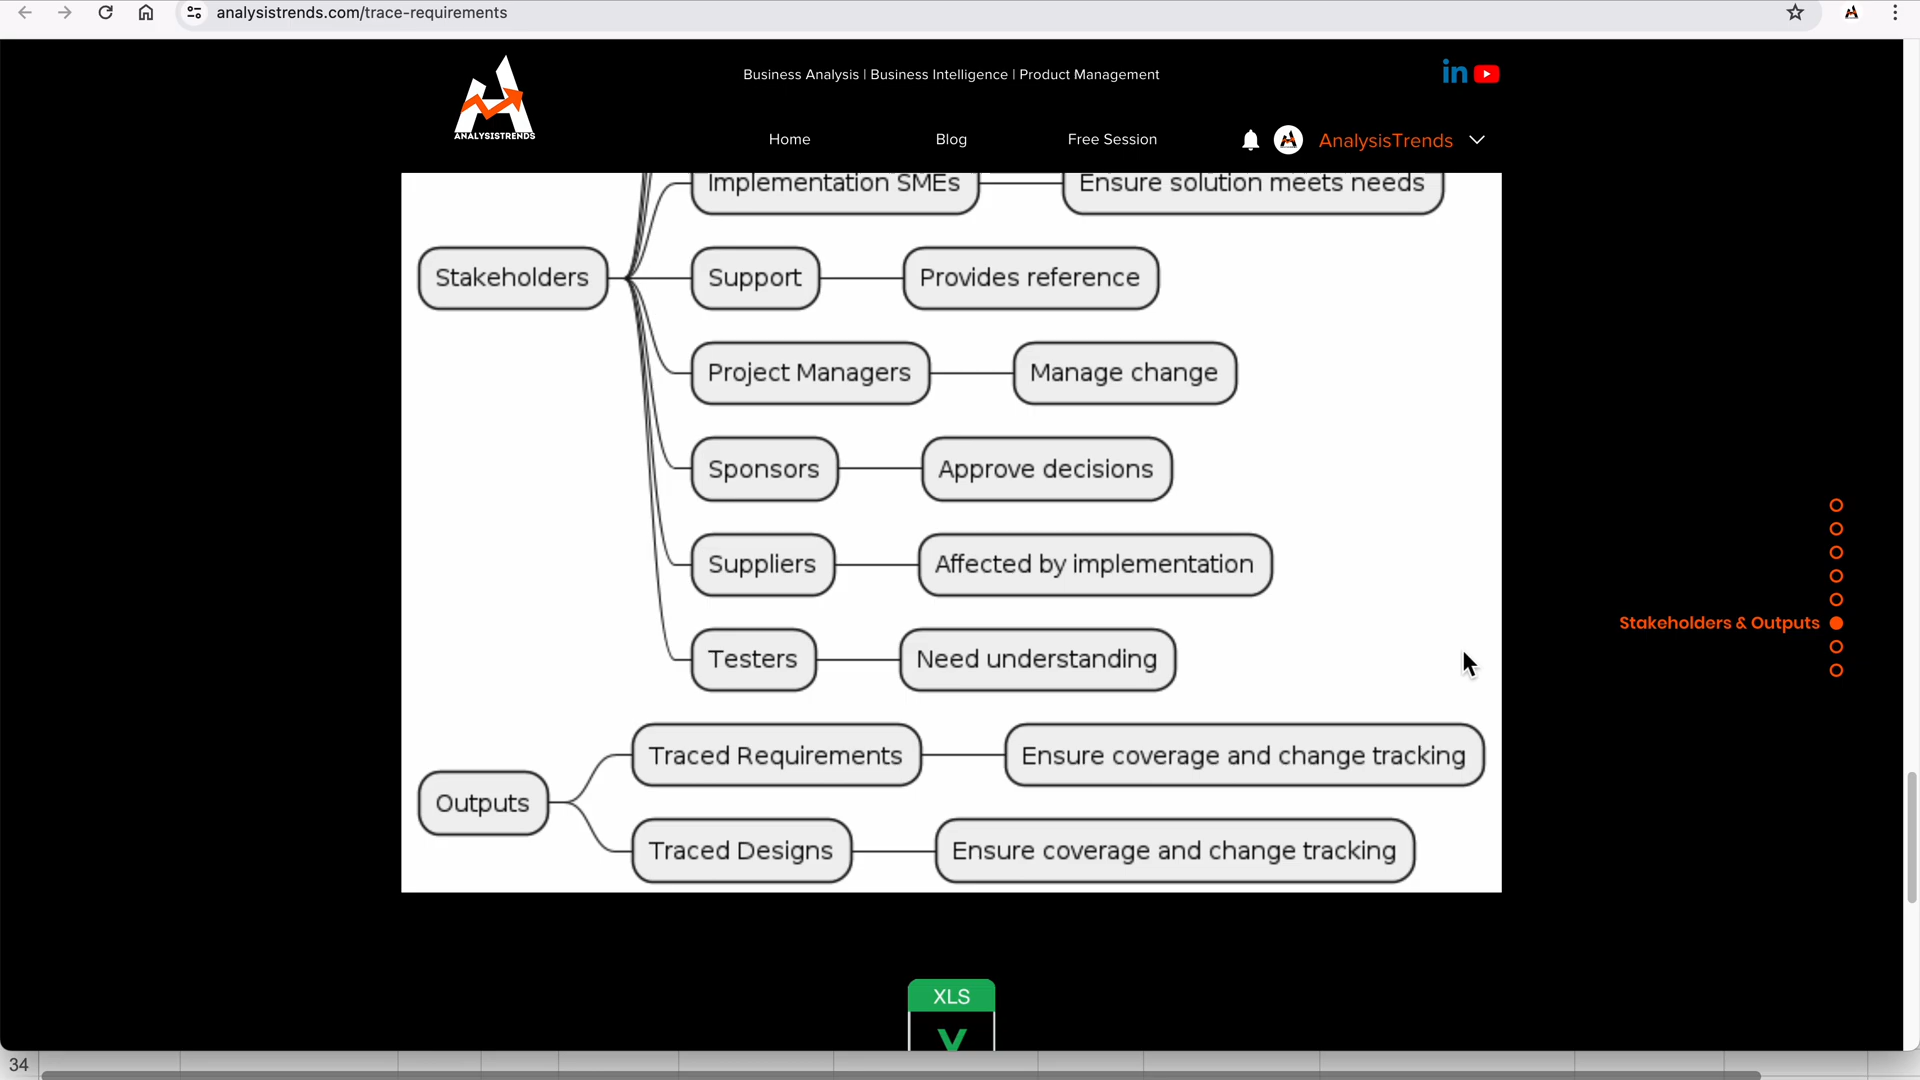 analysistrends.com/trace-requirements
ANALYSISTRENDS
Business Analysis | Business Intelligence | Product Management
Home
Blog
Free Session
AnalysisTrends
in
Implementation SMEs
Ensure solution meets needs
Stakeholders
Support
Provides reference
Project Managers
Manage change
Sponsors
Approve decisions
Suppliers
Affected by implementation
Stakeholders & Outputs
Testers
Need understanding
Traced Requirements
Ensure coverage and change tracking
Outputs
Traced Designs
Ensure coverage and change tracking
XLS
34